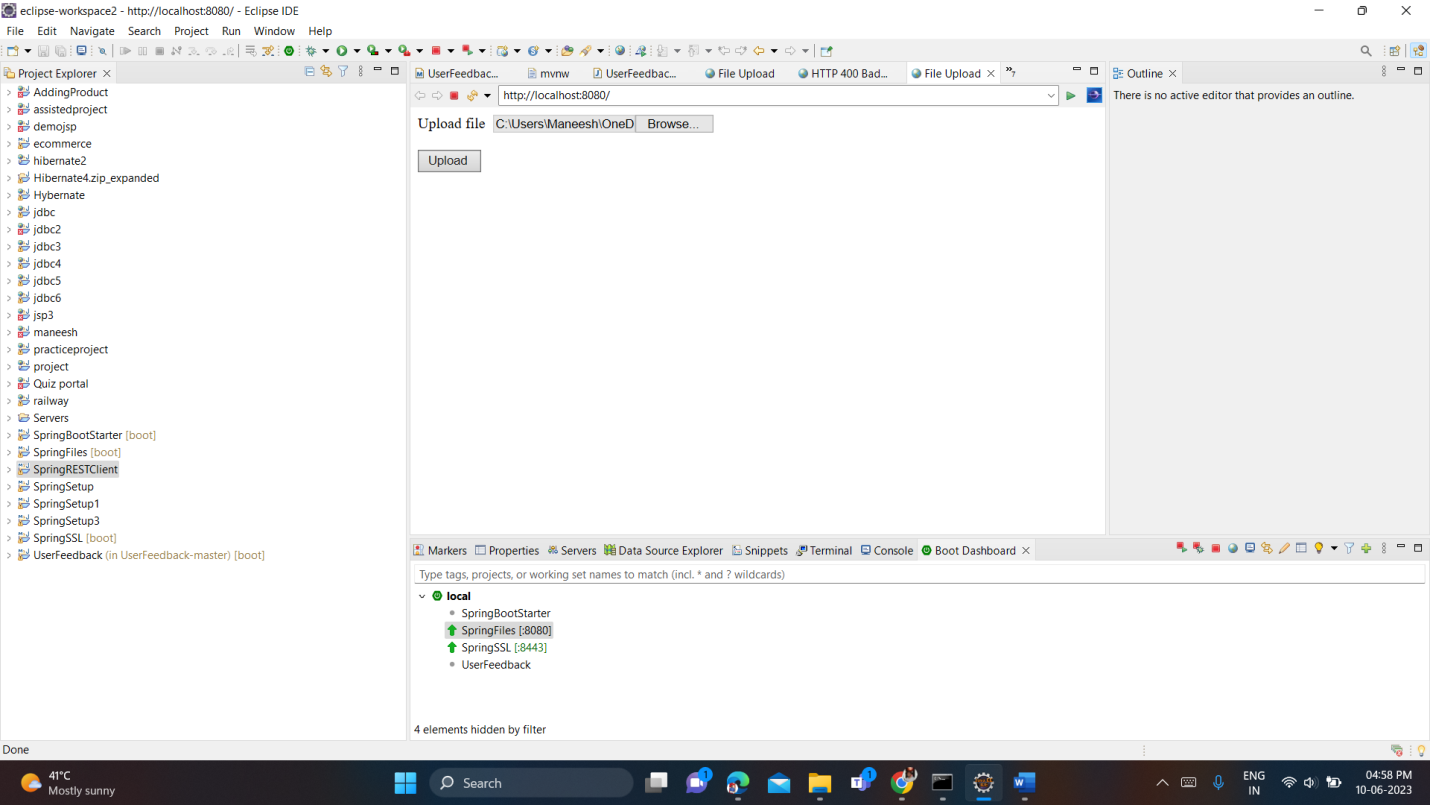 eclipse-workspace2 - http://localhost:8080/ - Eclipse IDE
File Edit Navigate Search Project Run Window Help
Project Explorer
AddingProduct
assistedproject
demojsp
ecommerce
hibernate2
Hibernate4.zip_expanded
Hybernate
jdbc
jdbc2
jdbc3
jdbc4
jdbc5
jdbc6
jsp3
maneesh
practiceproject
project
Quiz portal
railway
Servers
SpringBootStarter [boot]
SpringFiles [boot]
SpringRESTClient
SpringSetup
SpringSetup1
SpringSetup3
SpringSSL [boot]
UserFeedback (in UserFeedback-master) [boot]
UserFeedbac... mvnw UserFeedbac... File Upload HTTP 400 Bad... File Upload »7
http://localhost:8080/
Upload file C:\Users\Maneesh\OneD Browse...
Upload
Outline
There is no active editor that provides an outline.
Markers Properties Servers Data Source Explorer Snippets Terminal Console Boot Dashboard
Type tags, projects, or working set names to match (incl. * and ? wildcards)
local
SpringBootStarter
SpringFiles [:8080]
SpringSSL [:8443]
UserFeedback
4 elements hidden by filter
Done
41°C
Mostly sunny
Search
1
1
ENG
IN
04:58 PM
10-06-2023